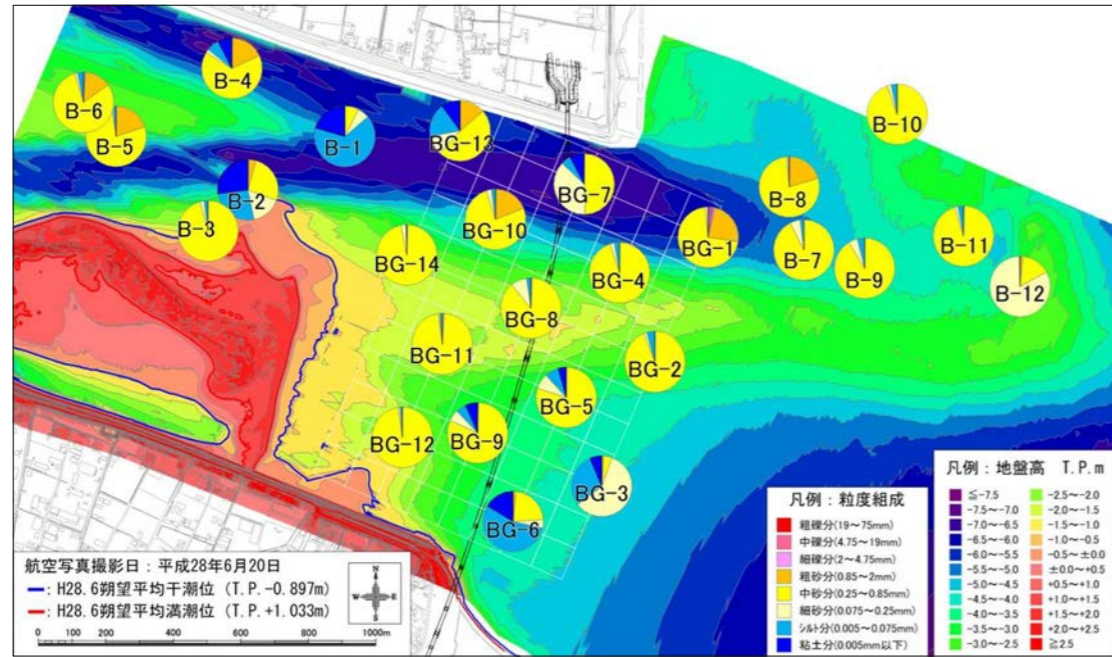 B-4
B-6
B-5
B-1
BG-13
B-10
B-2
BG-7
B-8
B-3
BG-10
BG-1
B-7
B-11
BG-14
BG-4
B-9
B-12
BG-8
BG-11
BG-2
BG-5
BG-12
BG-9
BG-3
BG-6
航空写真撮影日：平成28年6月20日
: H28.6朔望平均干潮位（T.P.-0.897m）
: H28.6朔望平均満潮位（T.P.+1.033m）
N
W E
S
0 200 400 600 800 1000m
凡例：粒度組成
粗礫分(19～75mm)
中礫分(4.75～19mm)
細礫分(2～4.75mm)
粗砂分(0.85～2mm)
中砂分(0.25～0.85mm)
細砂分(0.075～0.25mm)
シルト分(0.005～0.075mm)
粘土分(0.005mm以下)
凡例：地盤高 T.P.m
≦-7.5
-7.5～-7.0
-7.0～-6.5
-6.5～-6.0
-6.0～-5.5
-5.5～-5.0
-5.0～-4.5
-4.5～-4.0
-4.0～-3.5
-3.5～-3.0
-3.0～-2.5
-2.5～-2.0
-2.0～-1.5
-1.5～-1.0
-1.0～-0.5
-0.5～±0.0
±0.0～+0.5
+0.5～+1.0
+1.0～+1.5
+1.5～+2.0
+2.0～+2.5
≧2.5